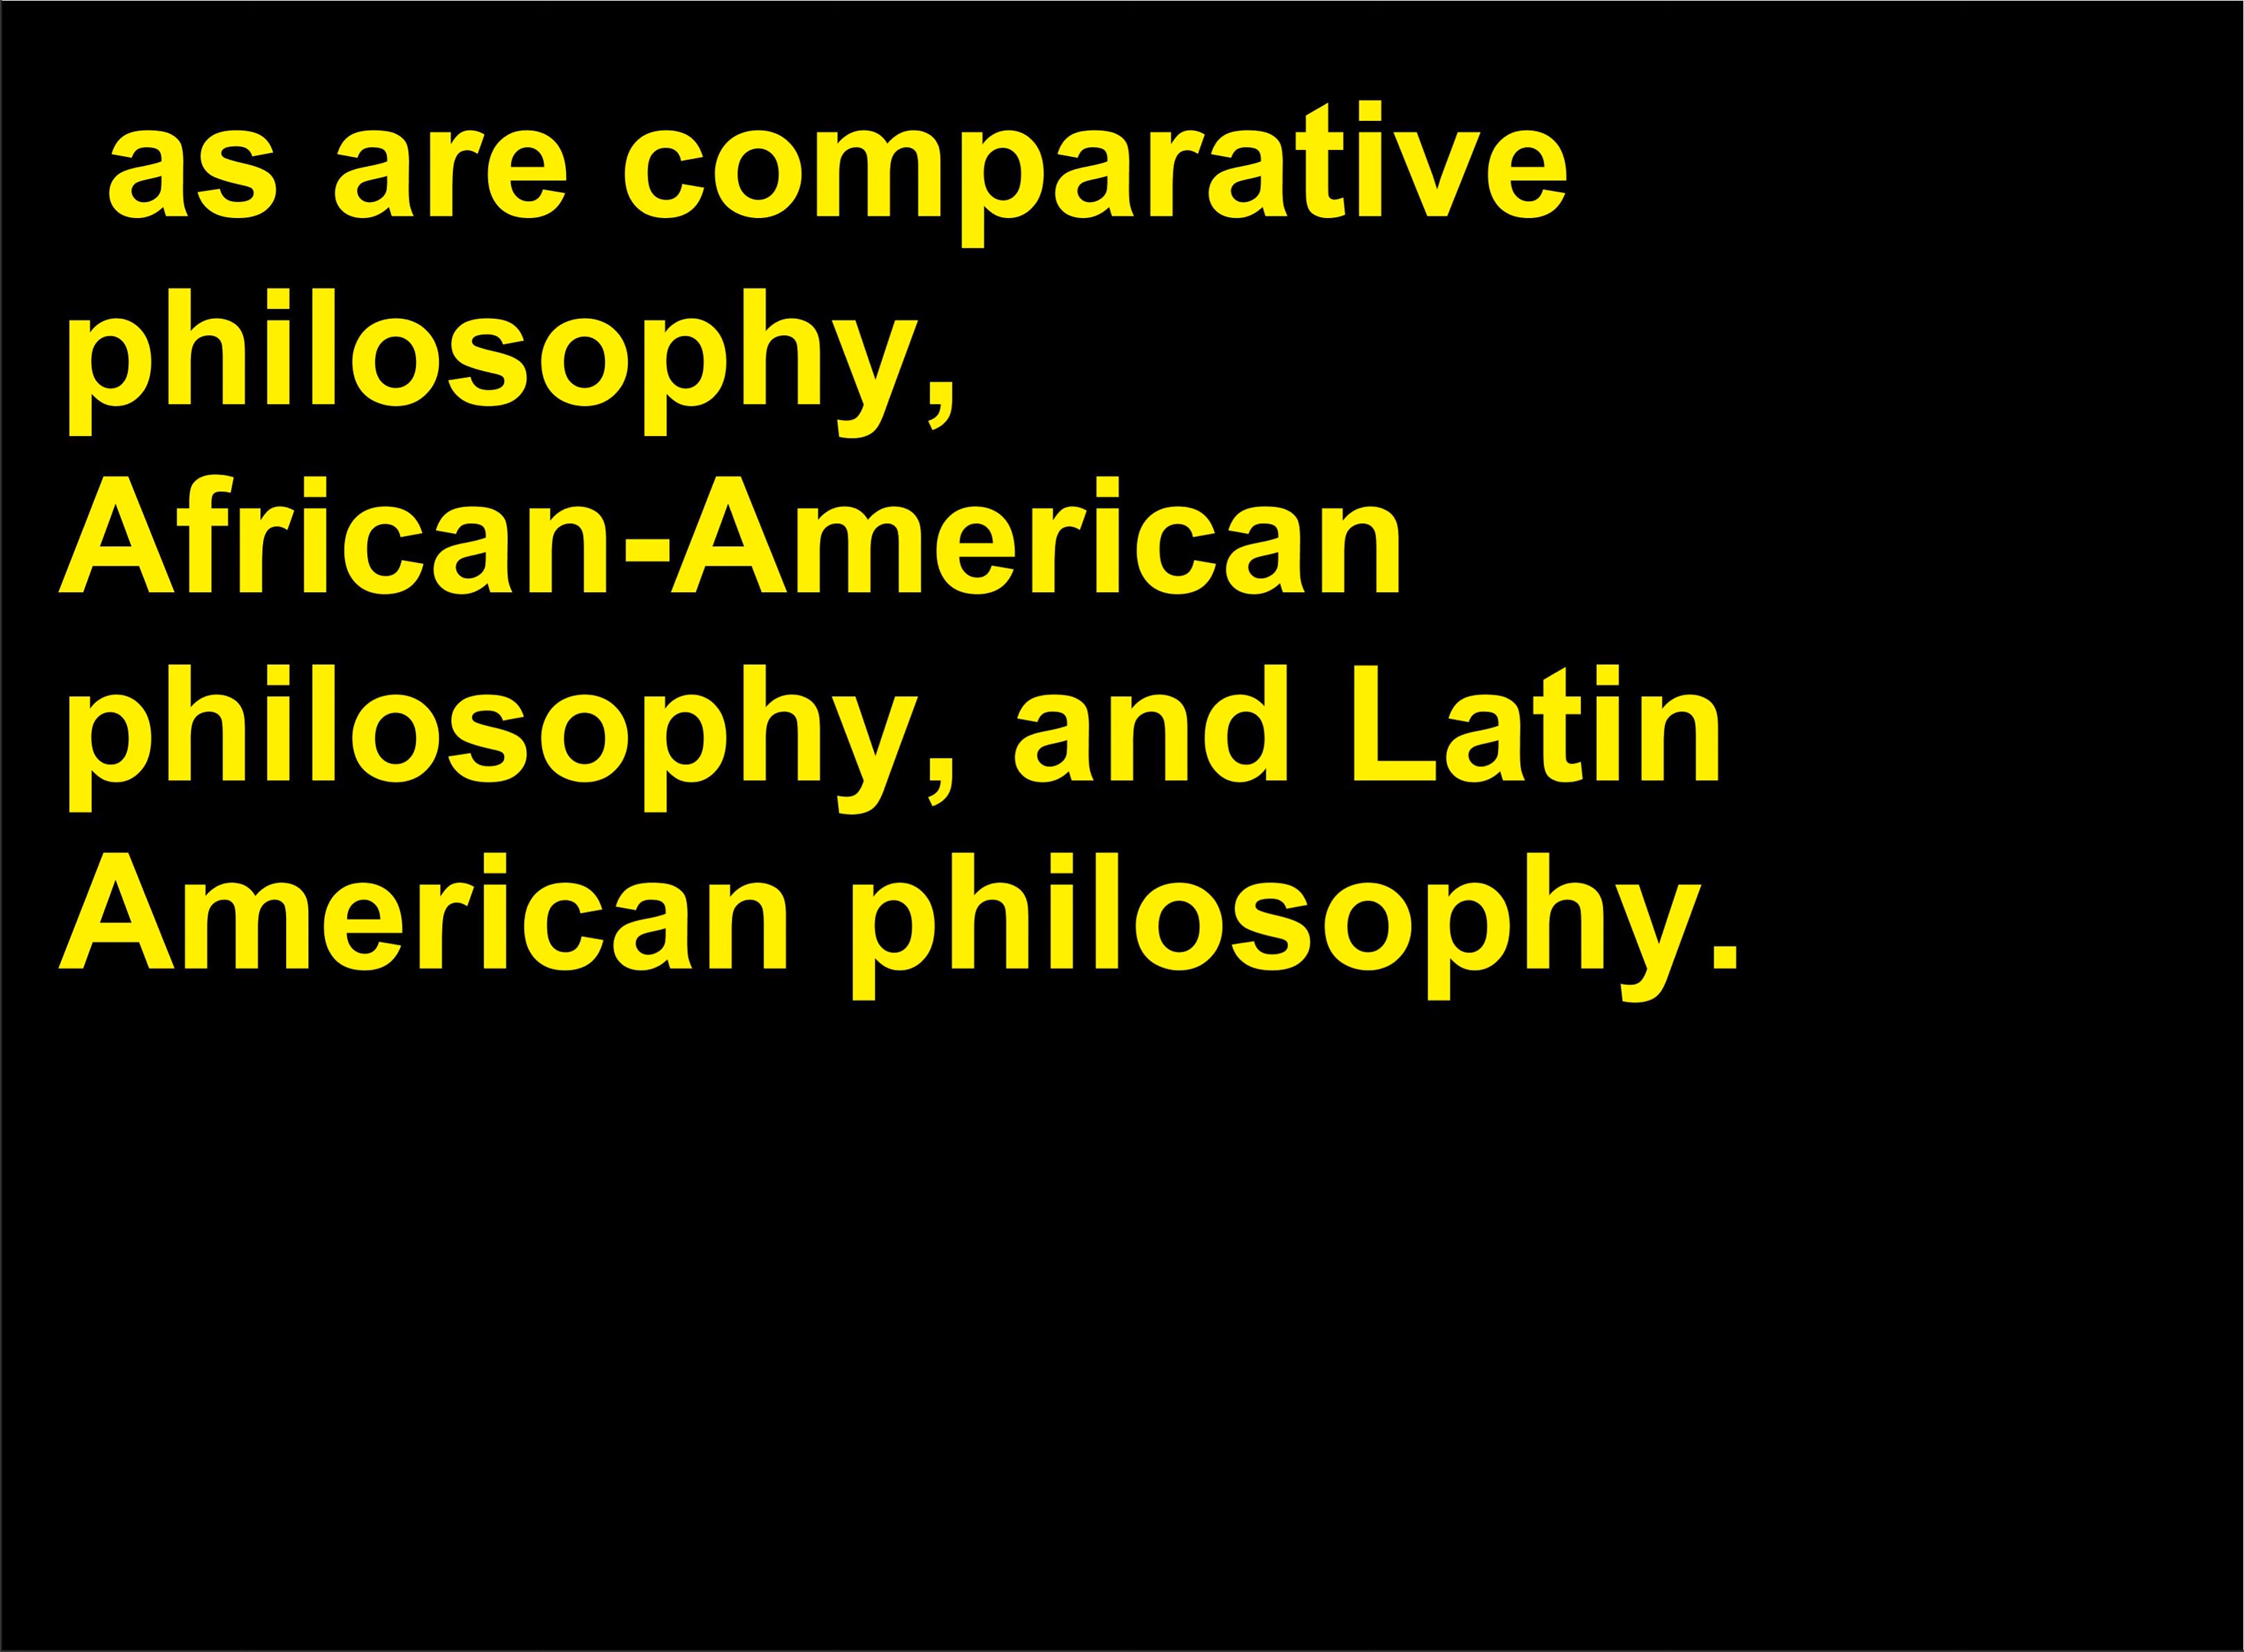 as are comparative
philosophy,
African-American
philosophy, and Latin
American philosophy.